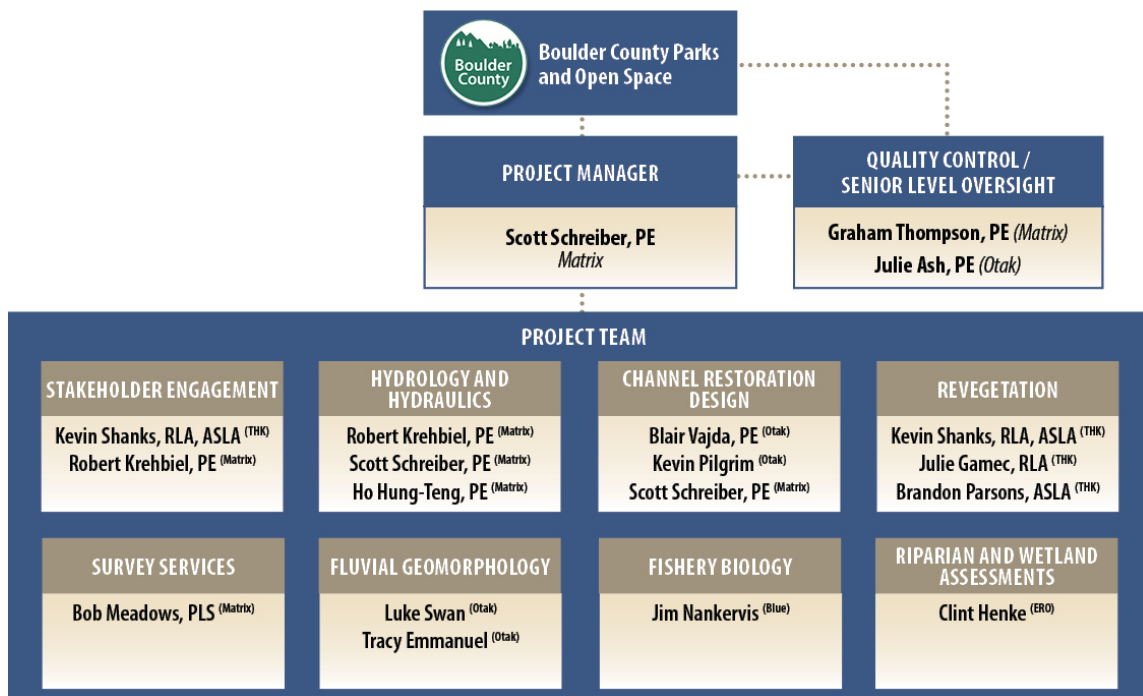 Boulder
County
Boulder County Parks
and Open Space
PROJECT MANAGER
Scott Schreiber, PE
Matrix
QUALITY CONTROL /
SENIOR LEVEL OVERSIGHT
Graham Thompson, PE (Matrix)
Julie Ash, PE (Otak)
PROJECT TEAM
STAKEHOLDER ENGAGEMENT
Kevin Shanks, RLA, ASLA (THK)
Robert Krehbiel, PE (Matrix)
HYDROLOGY AND
HYDRAULICS
Robert Krehbiel, PE (Matrix)
Scott Schreiber, PE (Matrix)
Ho Hung-Teng, PE (Matrix)
CHANNEL RESTORATION
DESIGN
Blair Vajda, PE (Otak)
Kevin Pilgrim (Otak)
Scott Schreiber, PE (Matrix)
REVEGETATION
Kevin Shanks, RLA, ASLA (THK)
Julie Gamec, RLA (THK)
Brandon Parsons, ASLA (THK)
SURVEY SERVICES
Bob Meadows, PLS (Matrix)
FLUVIAL GEOMORPHOLOGY
Luke Swan (Otak)
Tracy Emmanuel (Otak)
FISHERY BIOLOGY
Jim Nankervis (Blue)
RIPARIAN AND WETLAND
ASSESSMENTS
Clint Henke (ERO)